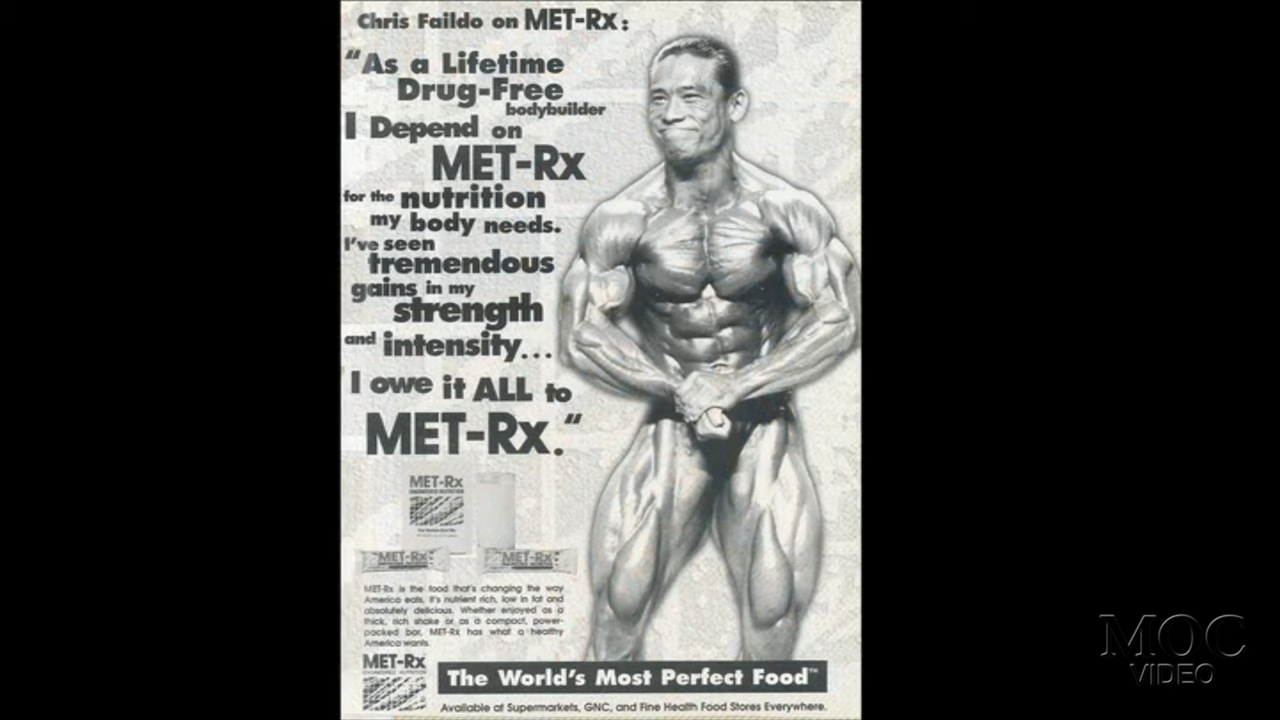 Chris Faildo on MET-Rx:
"As a Lifetime
Drug-Free
bodybuilder
I Depend on
MET-Rx
for the nutrition
my body needs.
I've seen
tremendous
gains in my
strength
and intensity...
I owe it ALL to
MET-Rx."
MET-Rx
ENGINEERED NUTRITION
MET-Rx
MET-Rx
MET-Rx is the food that's changing the way
America eats. It's nutrient rich, low in fat and
absolutely delicious. Whether enjoyed as a
thick, rich shake or as a compact, power-
packed bar, MET-Rx has what a healthy
America wants.
MET-Rx
ENGINEERED NUTRITION
The World's Most Perfect Food™
Available at Supermarkets, GNC, and Fine Health Food Stores Everywhere.
MOC
VIDEO